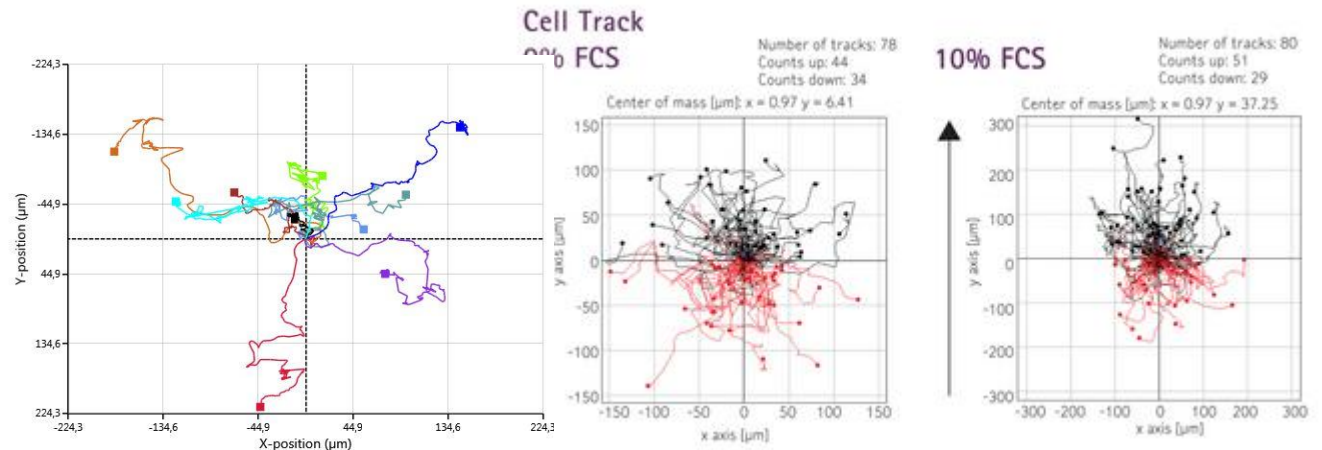 Cell Track
0% FCS
Number of tracks: 78
Counts up: 44
Counts down: 34
Center of mass [µm]: x = 0.97 y = 6.41
150
100
50
0
-50
-100
-150
y axis [µm]
-150 -100 -50 0 50 100 150
x axis [µm]
10% FCS
Number of tracks: 80
Counts up: 51
Counts down: 29
Center of mass [µm]: x = 0.97 y = 37.25
300
200
100
0
-100
-200
-300
y axis [µm]
-300 -200 -100 0 100 200 300
x axis [µm]
-224,3
-134,6
-44,9
44,9
134,6
224,3
Y-position (µm)
-224,3 -134,6 -44,9 44,9 134,6 224,3
X-position (µm)